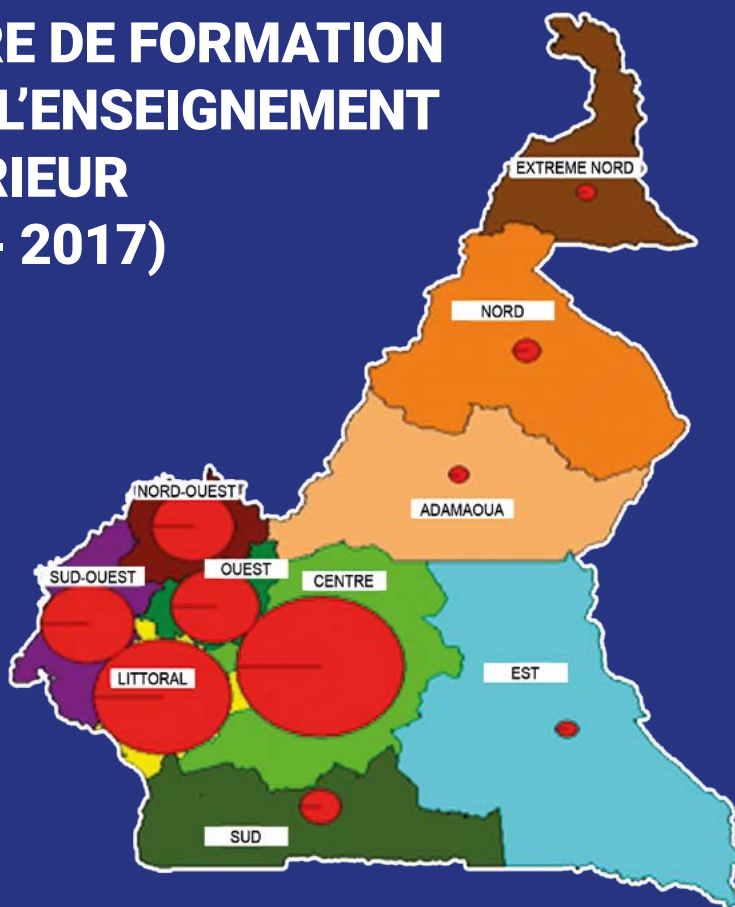 RE DE FORMATION
L'ENSEIGNEMENT
RIEUR
- 2017)
EXTREME NORD
NORD
ADAMAOUA
NORD-OUEST
SUD-OUEST
OUEST
CENTRE
LITTORAL
EST
SUD